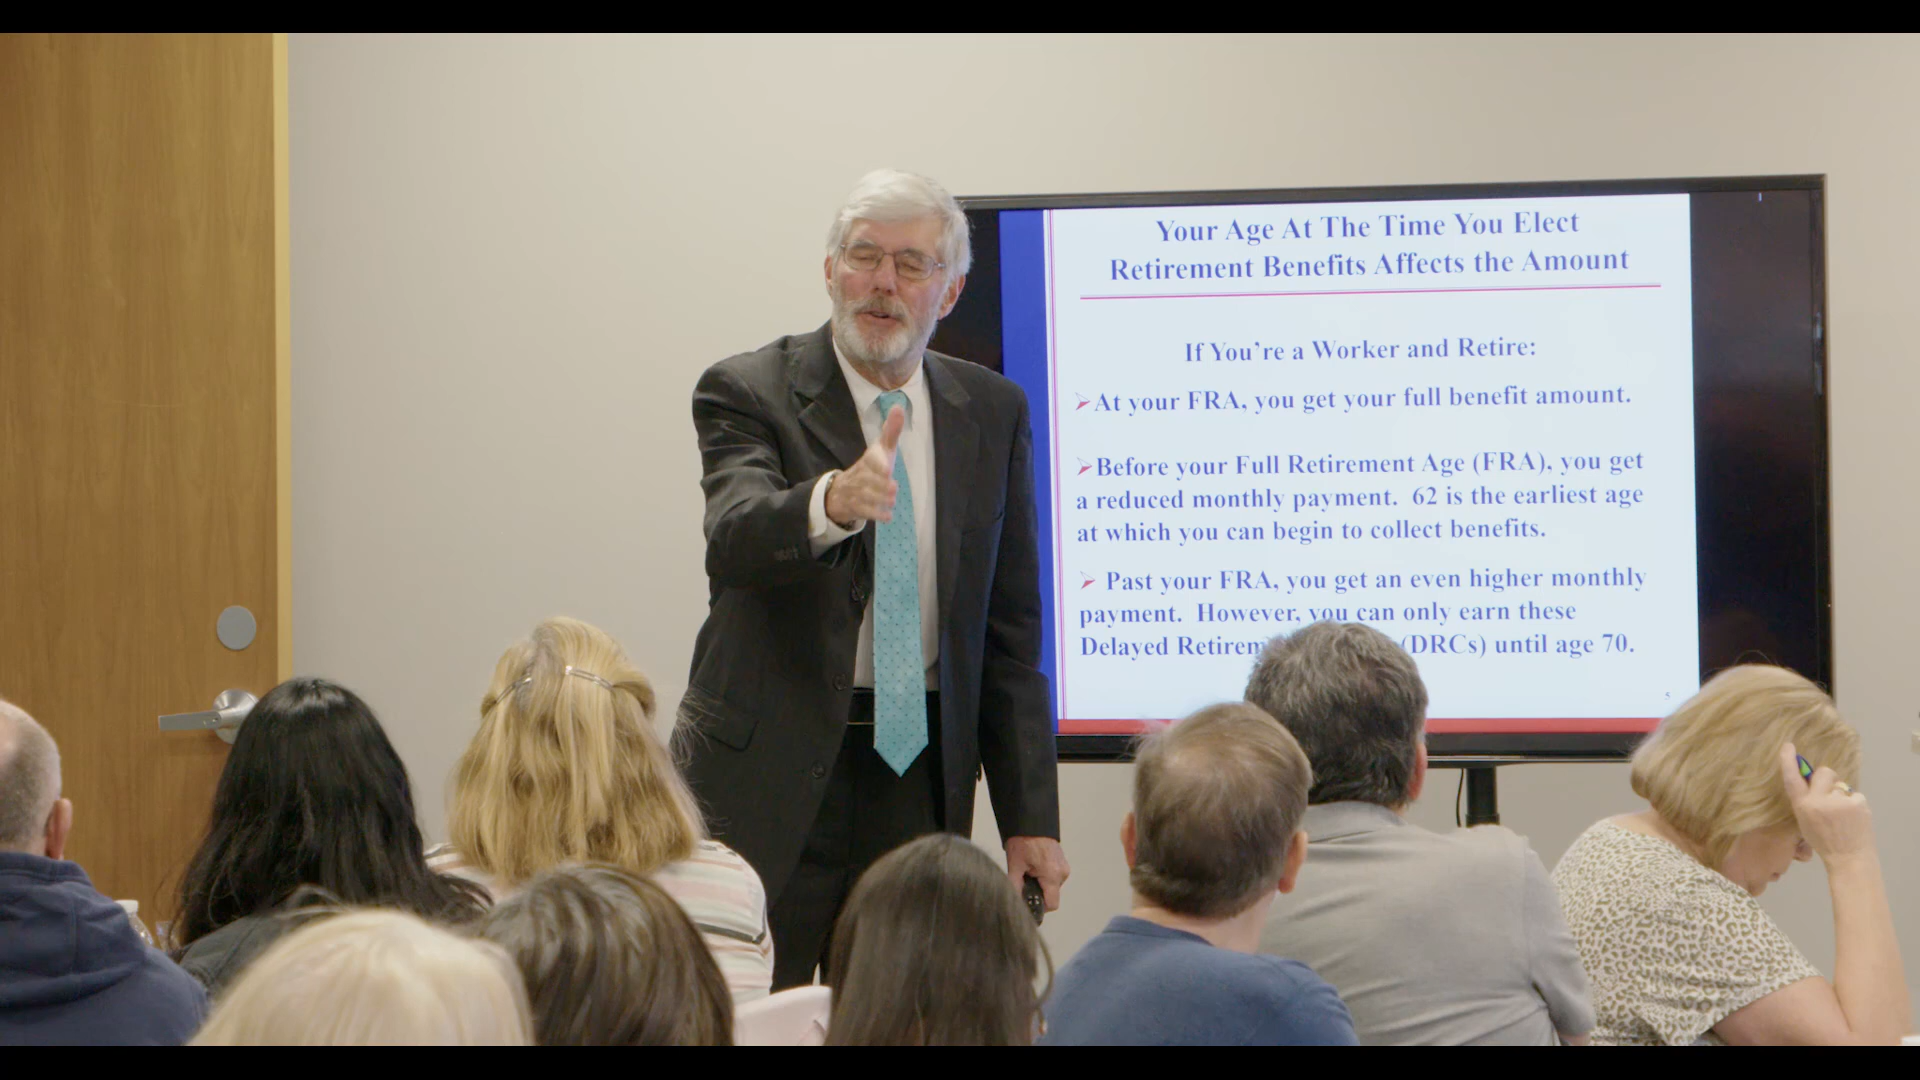 Your Age At The Time You Elect
Retirement Benefits Affects the Amount
If You're a Worker and Retire:
At your FRA, you get your full benefit amount.
Before your Full Retirement Age (FRA), you get
a reduced monthly payment. 62 is the earliest age
at which you can begin to collect benefits.
Past your FRA, you get an even higher monthly
payment. However, you can only earn these
Delayed (DRCs) until age 70.
5